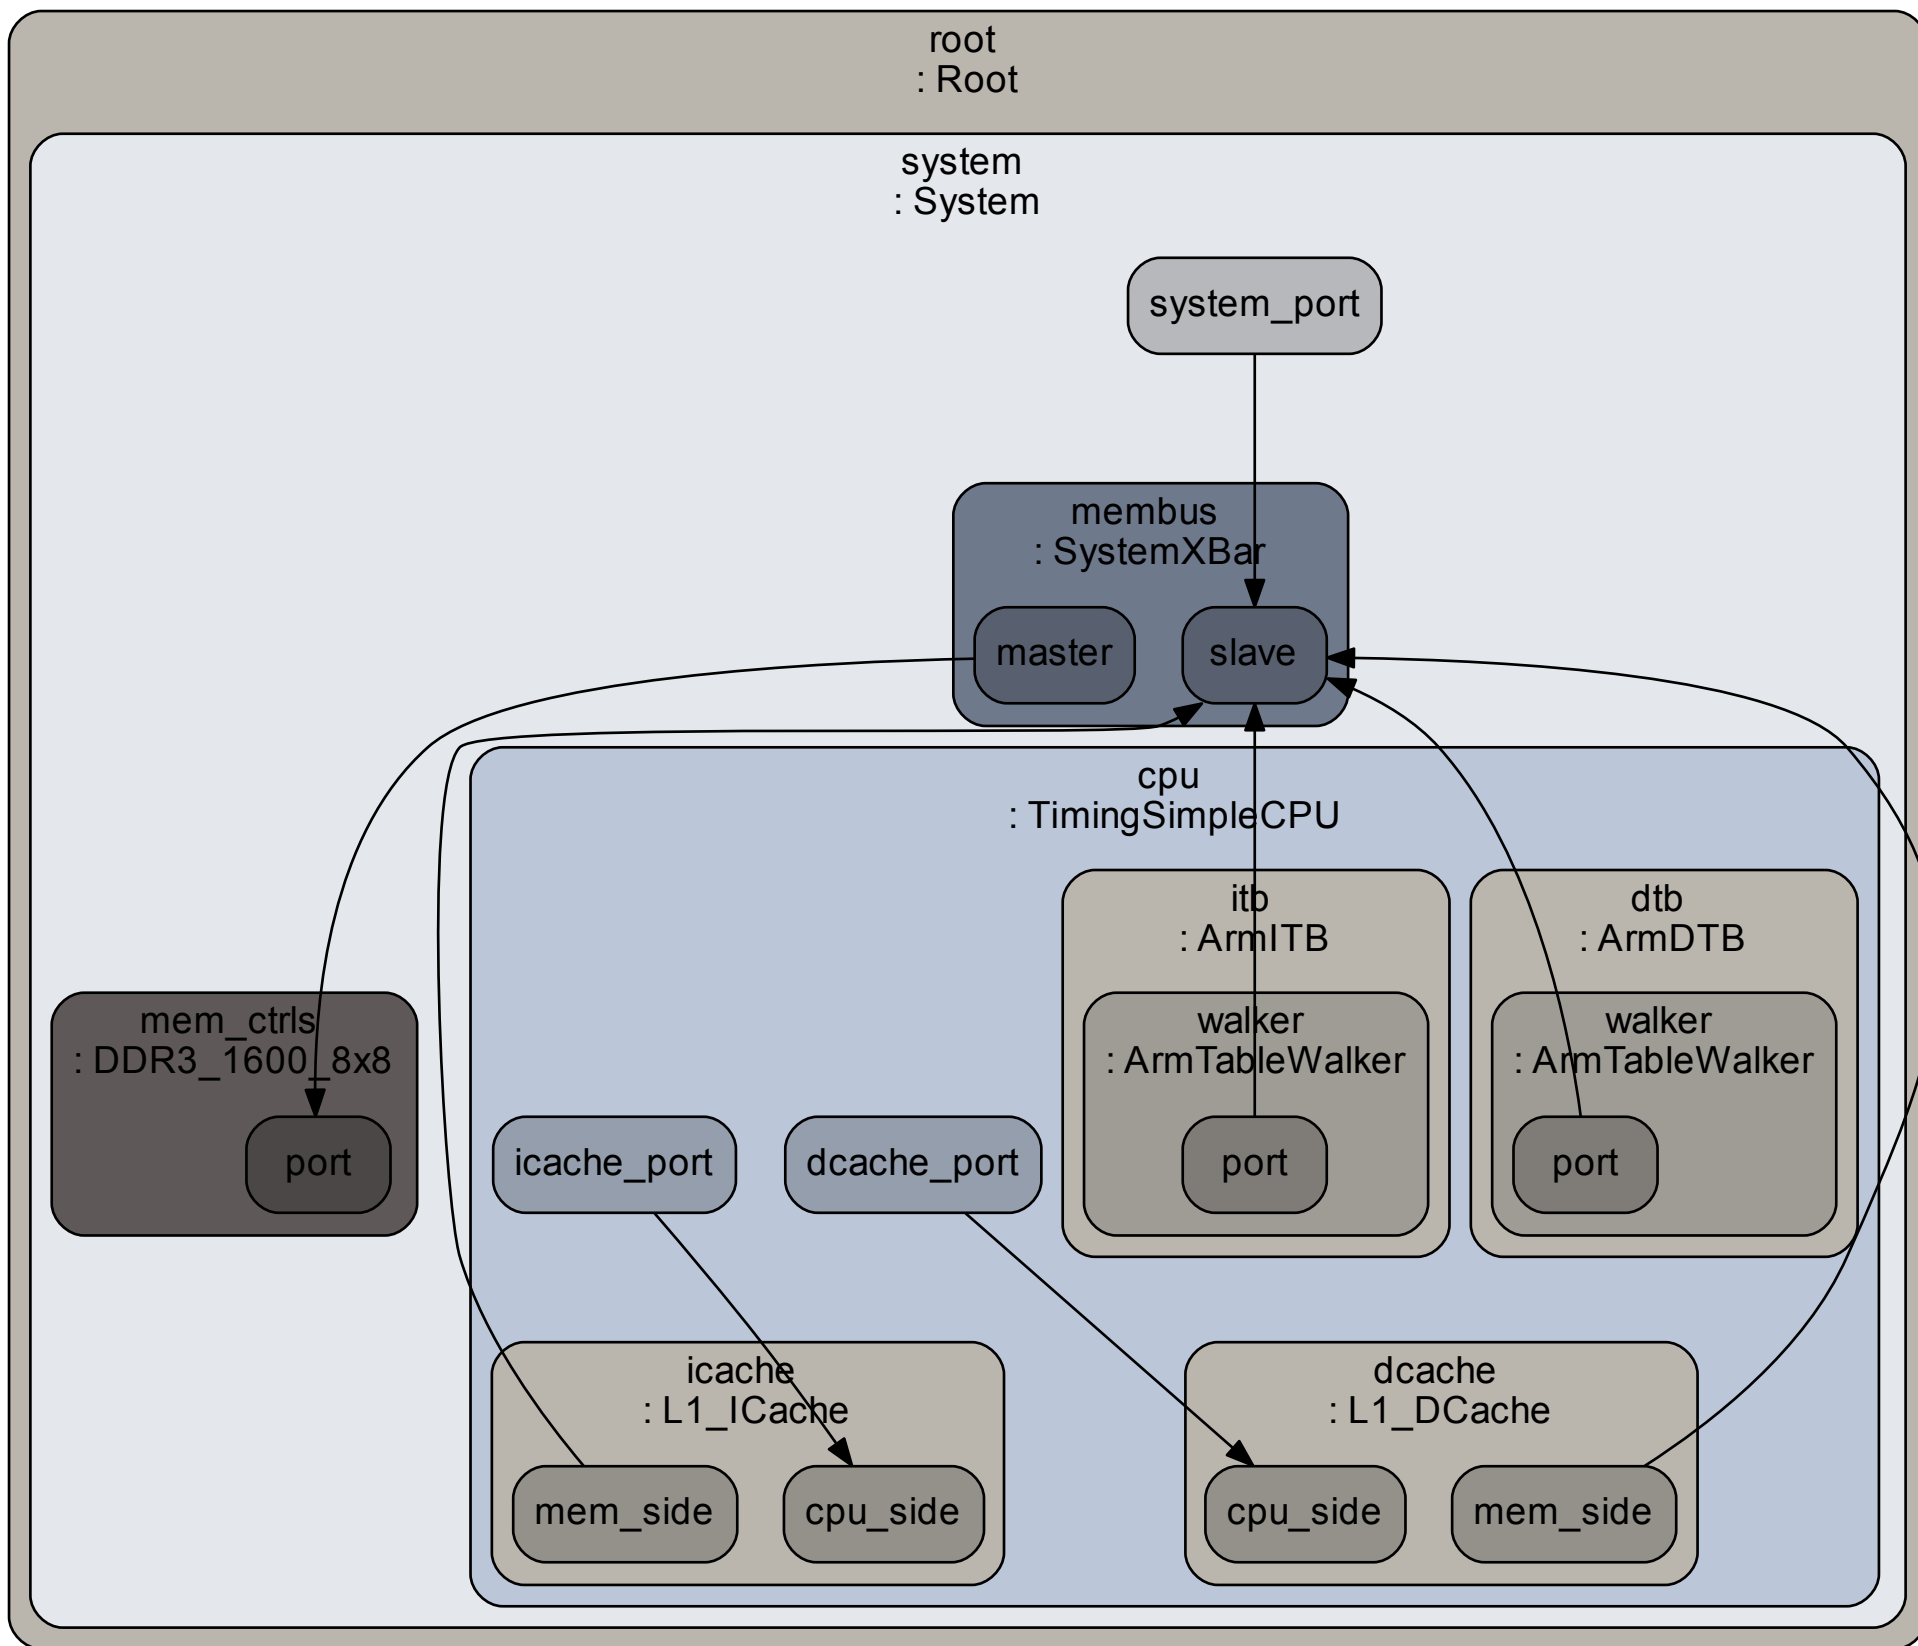 root
: Root
system
: System
system_port
membus
: SystemXBar
master
slave
cpu
: TimingSimpleCPU
itb
: ArmITB
dtb
: ArmDTB
mem_ctrls
: DDR3_1600_8x8
walker
: ArmTableWalker
walker
: ArmTableWalker
port
icache_port
dcache_port
port
port
icache
: L1_ICache
dcache
: L1_DCache
mem_side
cpu_side
cpu_side
mem_side